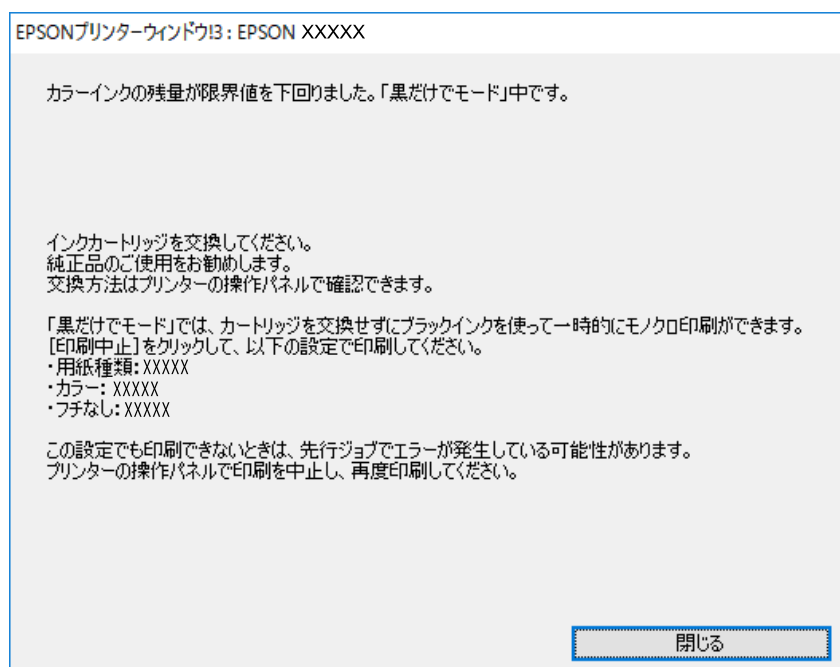 EPSONプリンターウィンドウ!3 : EPSON XXXXX
カラーインクの残量が限界値を下回りました。「黒だけでモード」中です。
インクカートリッジを交換してください。
純正品のご使用をお勧めします。
交換方法はプリンターの操作パネルで確認できます。
「黒だけでモード」では、カートリッジを交換せずにブラックインクを使って一時的にモノクロ印刷ができます。
[印刷中止]をクリックして、以下の設定で印刷してください。
・用紙種類: XXXXX
・カラー: XXXXX
・フチなし: XXXXX
この設定でも印刷できないときは、先行ジョブでエラーが発生している可能性があります。
プリンターの操作パネルで印刷を中止し、再度印刷してください。
閉じる